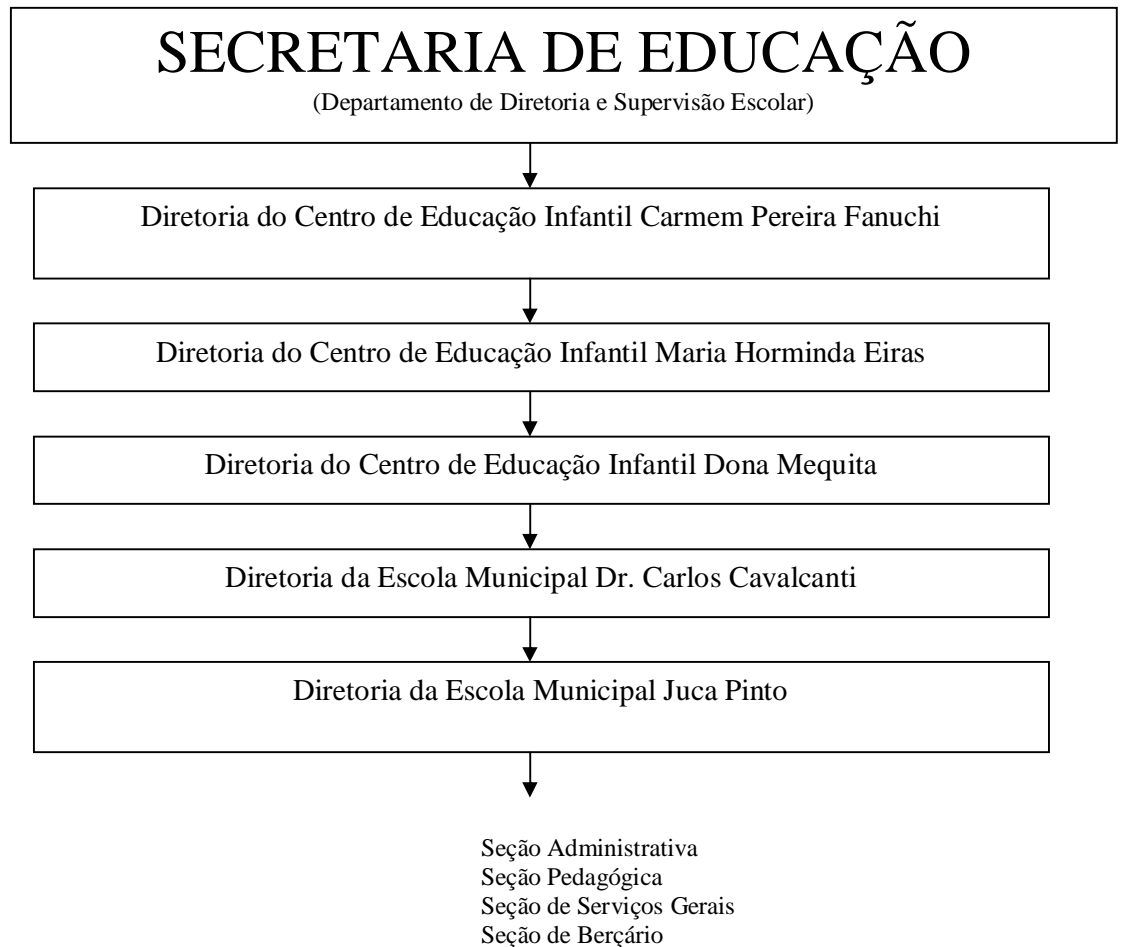 SECRETARIA DE EDUCAÇÃO
(Departamento de Diretoria e Supervisão Escolar)
Diretoria do Centro de Educação Infantil Carmem Pereira Fanuchi
Diretoria do Centro de Educação Infantil Maria Horminda Eiras
Diretoria do Centro de Educação Infantil Dona Mequita
Diretoria da Escola Municipal Dr. Carlos Cavalcanti
Diretoria da Escola Municipal Juca Pinto
Seção Administrativa
Seção Pedagógica
Seção de Serviços Gerais
Seção de Berçário